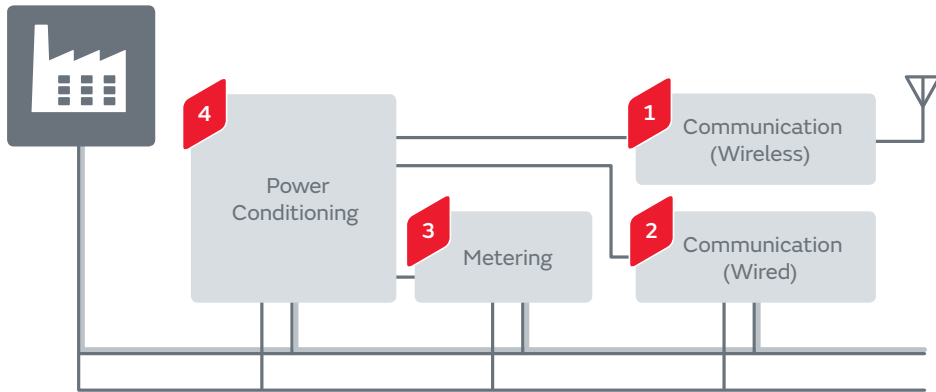 4
Power
Conditioning
1
Communication
(Wireless)
3
Metering
2
Communication
(Wired)